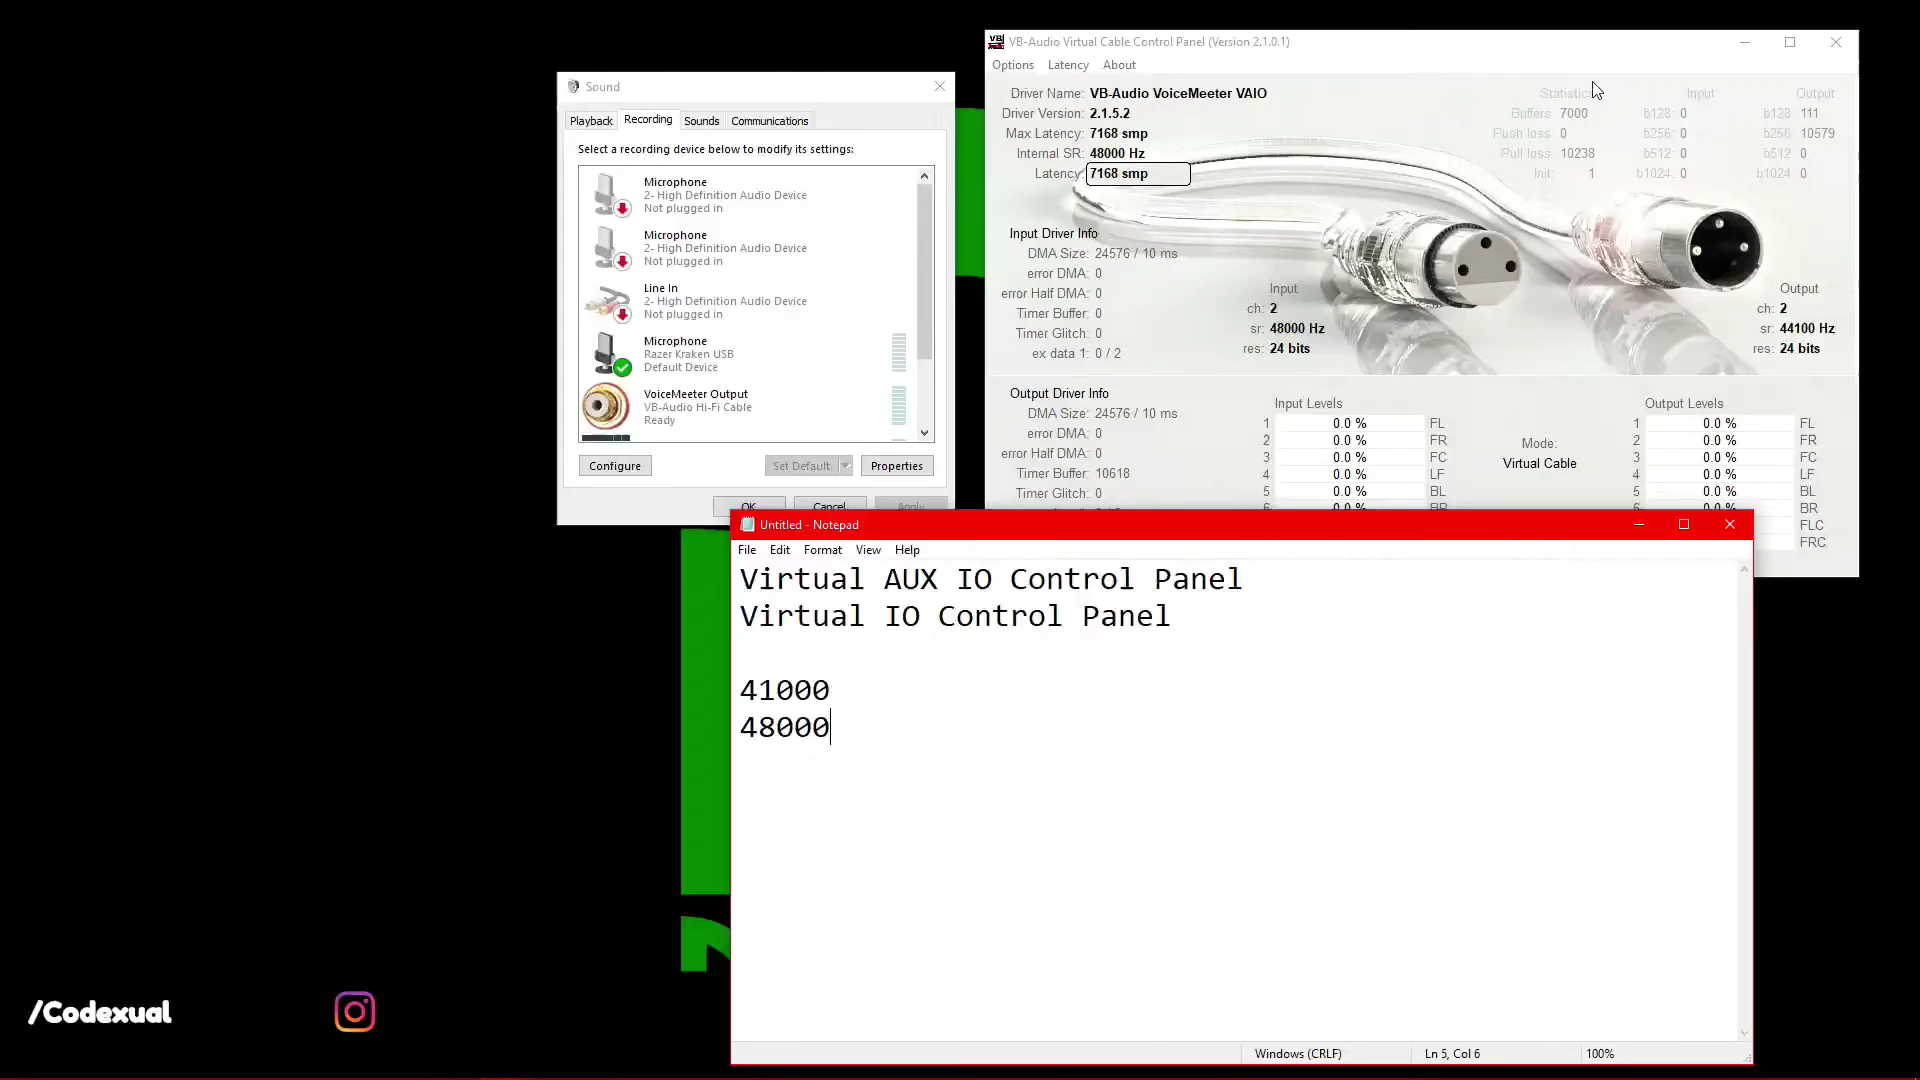 Sound
Playback Recording Sounds Communications
Select a recording device below to modify its settings:
Microphone
2- High Definition Audio Device
Not plugged in
Microphone
2- High Definition Audio Device
Not plugged in
Line In
2- High Definition Audio Device
Not plugged in
Microphone
Razer Kraken USB
Default Device
VoiceMeeter Output
VB-Audio Hi-Fi Cable
Ready
Configure Set Default Properties
OK Cancel Apply
VB-Audio Virtual Cable Control Panel (Version 2.1.0.1)
Options Latency About
Driver Name: VB-Audio VoiceMeeter VAIO
Driver Version: 2.1.5.2
Max Latency: 7168 smp
Internal SR: 48000 Hz
Latency: 7168 smp
Statistics Input Output
Buffers: 7000 b128: 0 b128 111
Push loss: 0 b256: 0 b256 10579
Pull loss: 10238 b512: 0 b512 0
Init: 1 b1024: 0 b1024 0
Input Driver Info
DMA Size: 24576 / 10 ms
error DMA: 0
error Half DMA: 0
Timer Buffer: 0
Timer Glitch: 0
ex data 1: 0 / 2
Input
ch: 2
sr: 48000 Hz
res: 24 bits
Output
ch: 2
sr: 44100 Hz
res: 24 bits
Output Driver Info
DMA Size: 24576 / 10 ms
error DMA: 0
error Half DMA: 0
Timer Buffer: 10618
Timer Glitch: 0
Input Levels
1 0.0 % FL
2 0.0 % FR
3 0.0 % FC
4 0.0 % LF
5 0.0 % BL
6 0.0 % BR
Mode:
Virtual Cable
Output Levels
1 0.0 % FL
2 0.0 % FR
3 0.0 % FC
4 0.0 % LF
5 0.0 % BL
6 0.0 % BR
FLC
FRC
Untitled - Notepad
File Edit Format View Help
Virtual AUX IO Control Panel
Virtual IO Control Panel
41000
48000
Windows (CRLF) Ln 5, Col 6 100%
/Codexual